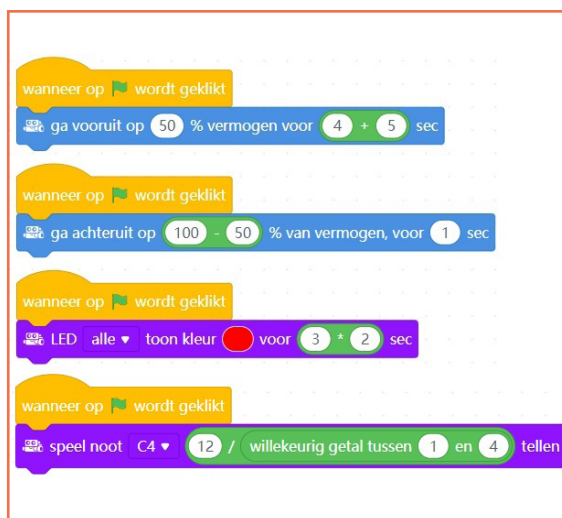 wanneer op wordt geklikt
ga vooruit op 50 % vermogen voor 4 + 5 sec
wanneer op wordt geklikt
ga achteruit op 100 - 50 % van vermogen, voor 1 sec
wanneer op wordt geklikt
LED alle toon kleur voor 3 * 2 sec
wanneer op wordt geklikt
speel noot C4 12 / willekeurig getal tussen 1 en 4 tellen